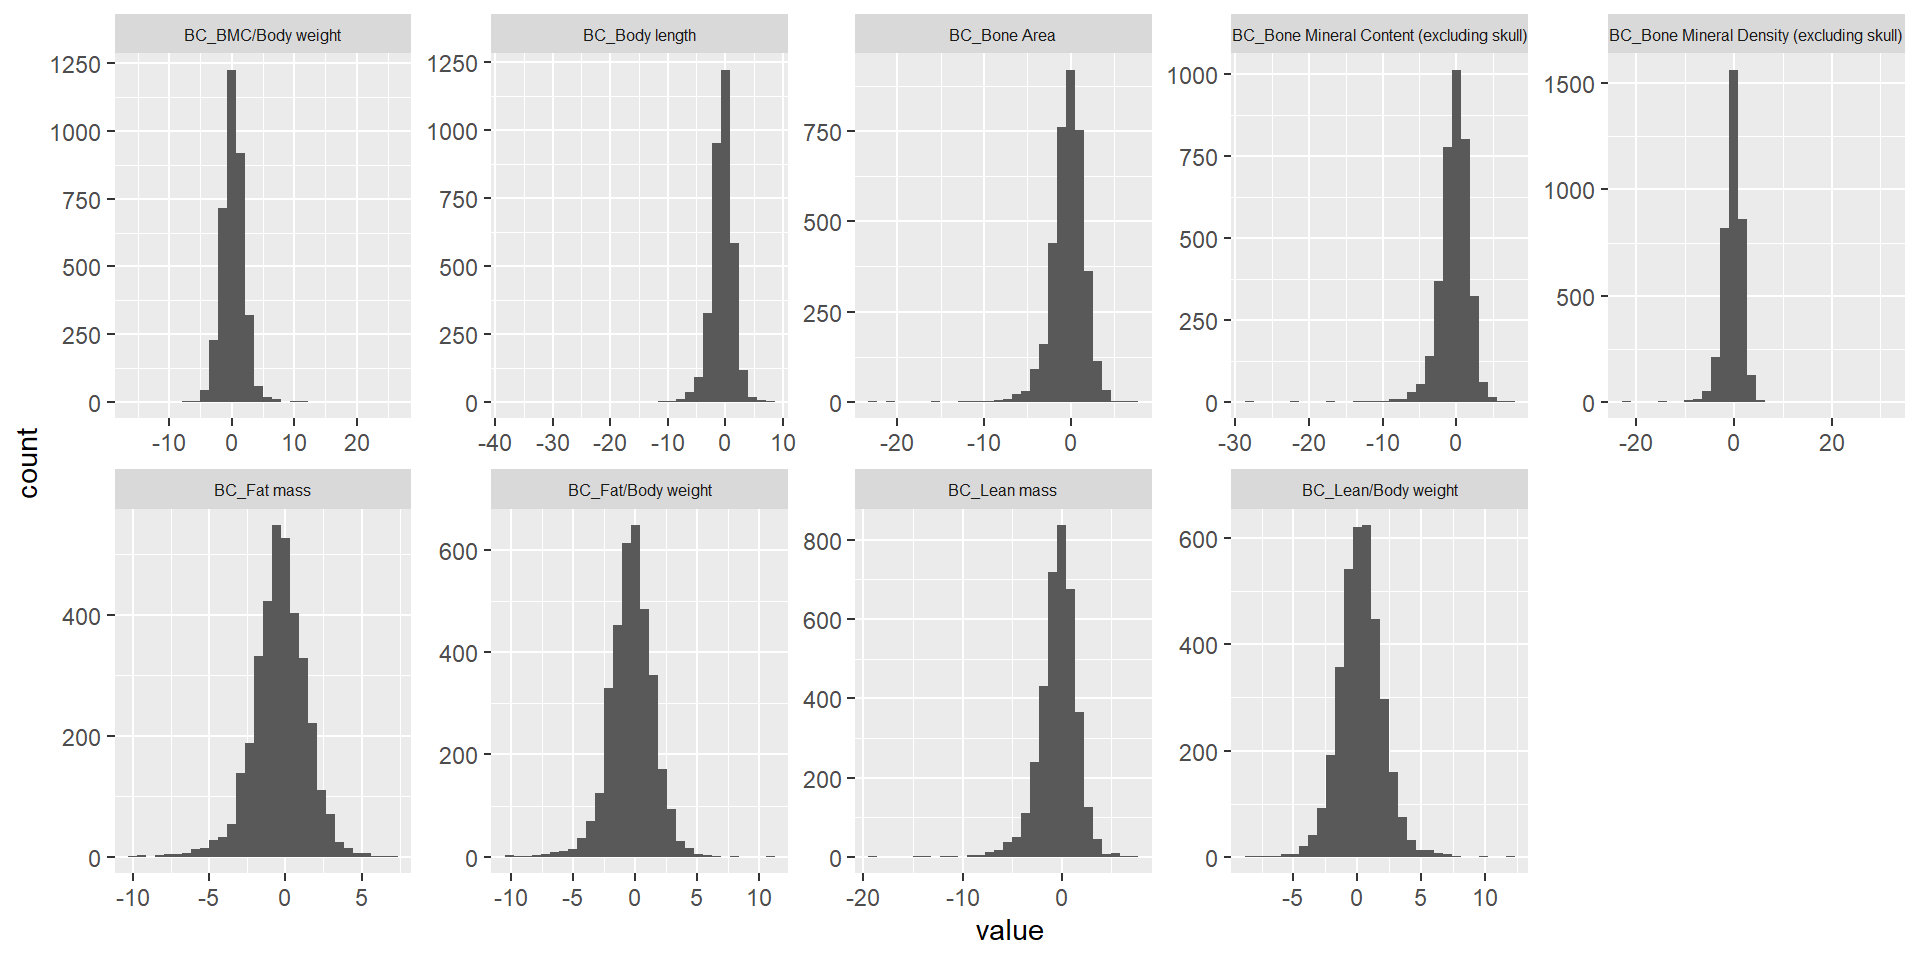 BC_BMC/Body weight
BC_Body length
BC_Bone Area
BC_Bone Mineral Content (excluding skull)
BC_Bone Mineral Density (excluding skull)
1250
1000
750
500
250
0
-10 0 10 20
1250
1000
750
500
250
0
-40 -30 -20 -10 0 10
750
500
250
0
-20 -10 0
1000
750
500
250
0
-30 -20 -10 0
1500
1000
500
0
-20 0 20
count
BC_Fat mass
BC_Fat/Body weight
BC_Lean mass
BC_Lean/Body weight
400
200
0
-10 -5 0 5
600
400
200
0
-10 -5 0 5 10
800
600
400
200
0
-20 -10 0
600
400
200
0
-5 0 5 10
value